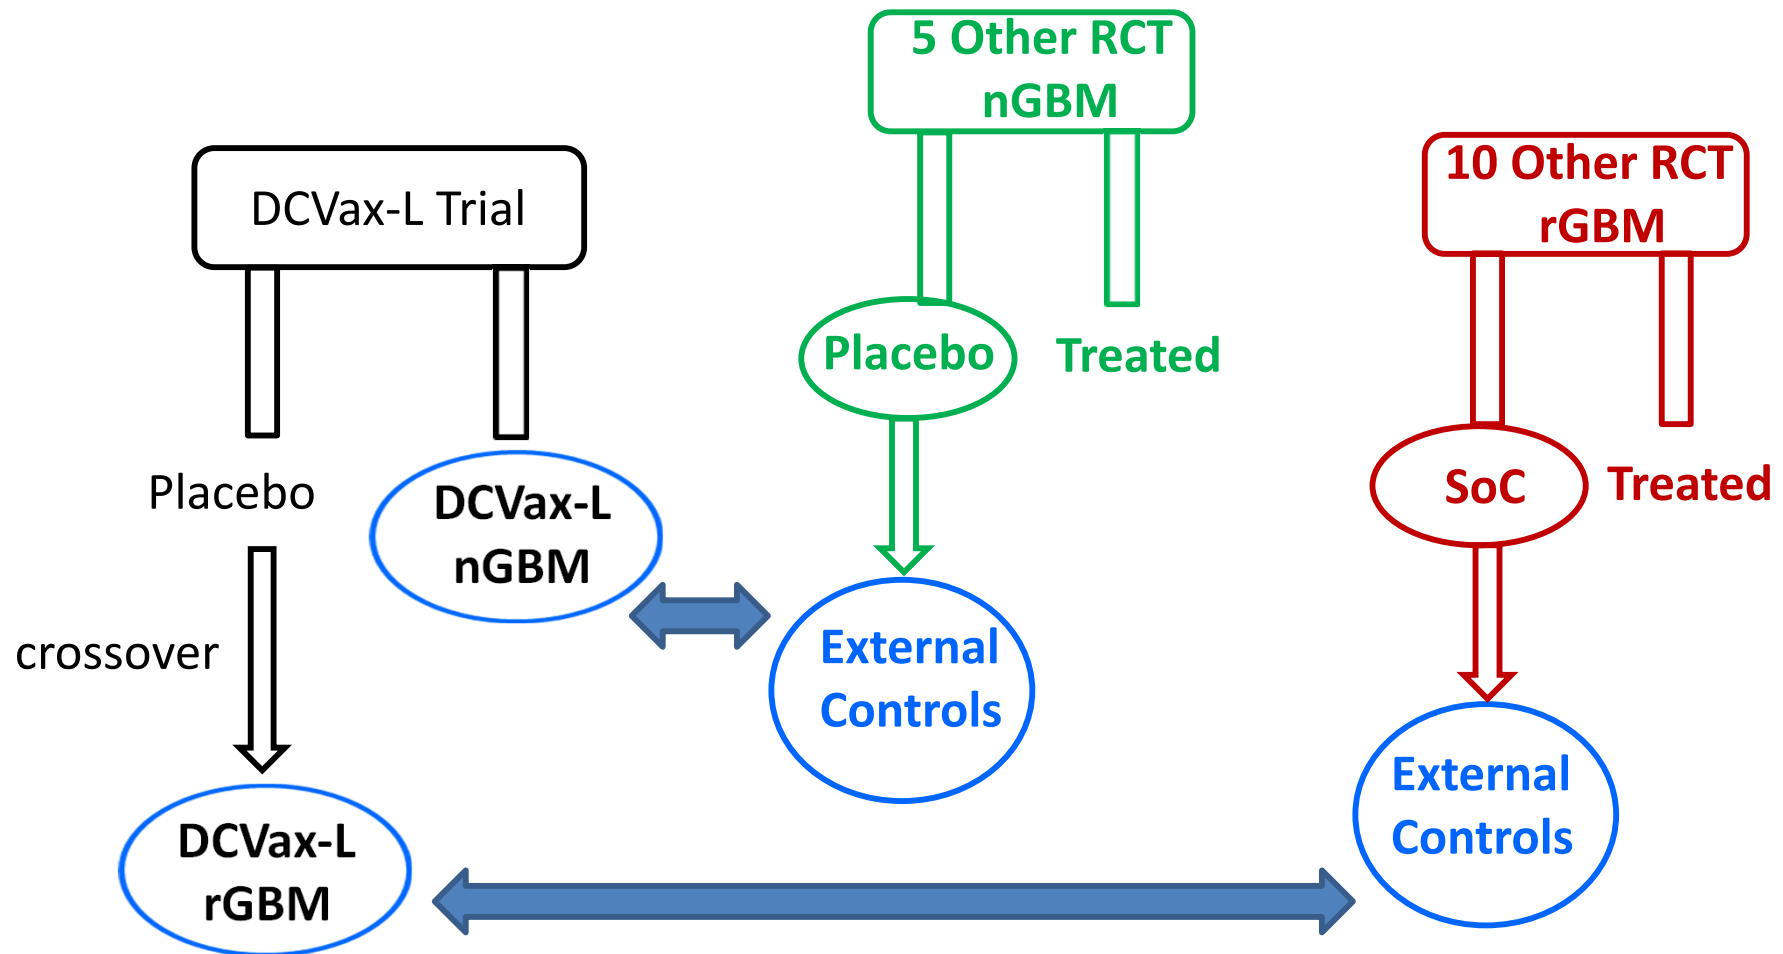 5 Other RCT
nGBM
10 Other RCT
rGBM
DCVax-L Trial
Placebo
Treated
Placebo
DCVax-L
nGBM
SoC
Treated
crossover
External
Controls
External
Controls
DCVax-L
rGBM